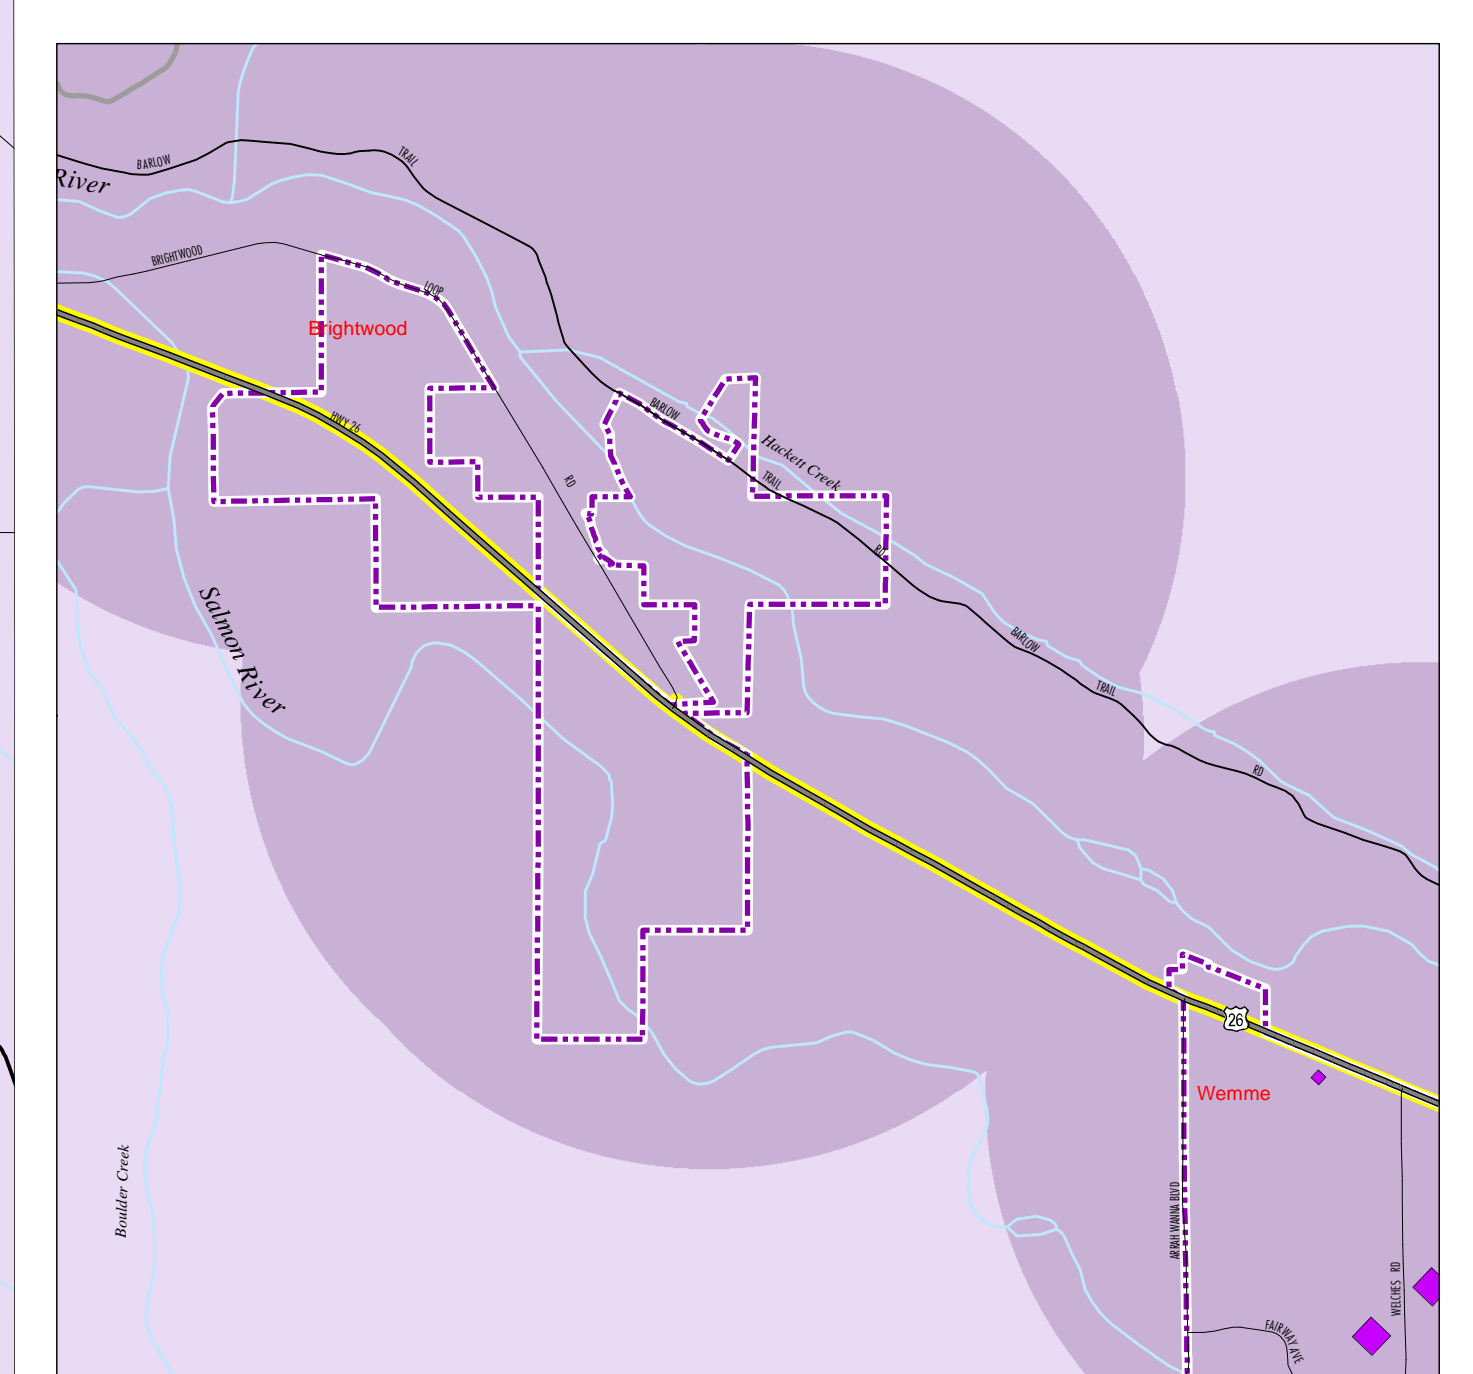 BARLOW
TRAIL
River
BRIGHTWOOD
LOOP
Brightwood
HWY 26
BARLOW
Hackett Creek
TRAIL
RD
RD
Salmon River
BARLOW
TRAIL
RD
26
Wemme
Boulder Creek
ARRAH WANNA BLVD
WELCHES RD
FAIRWAY AVE